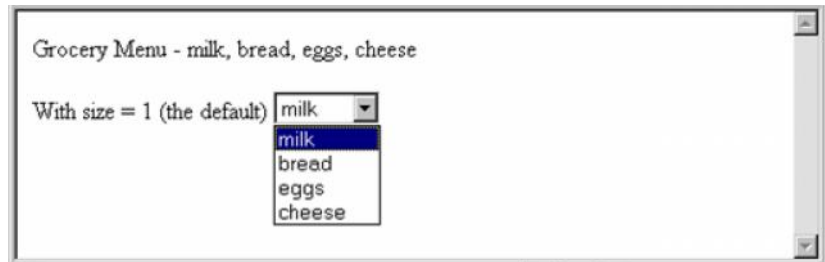 Grocery Menu - milk, bread, eggs, cheese
With size = 1 (the default) milk
milk
bread
eggs
cheese